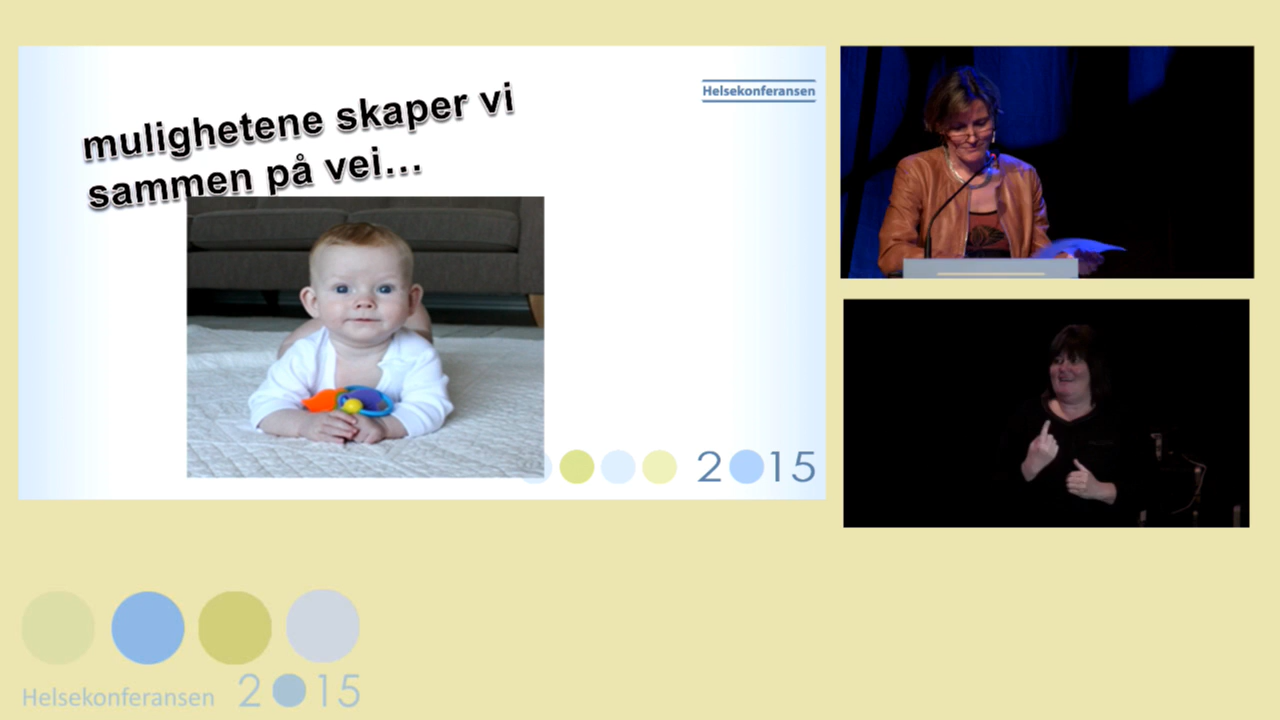 mulighetene skaper vi
sammen på vei...
Helsekonferansen
2015
Helsekonferansen 2015